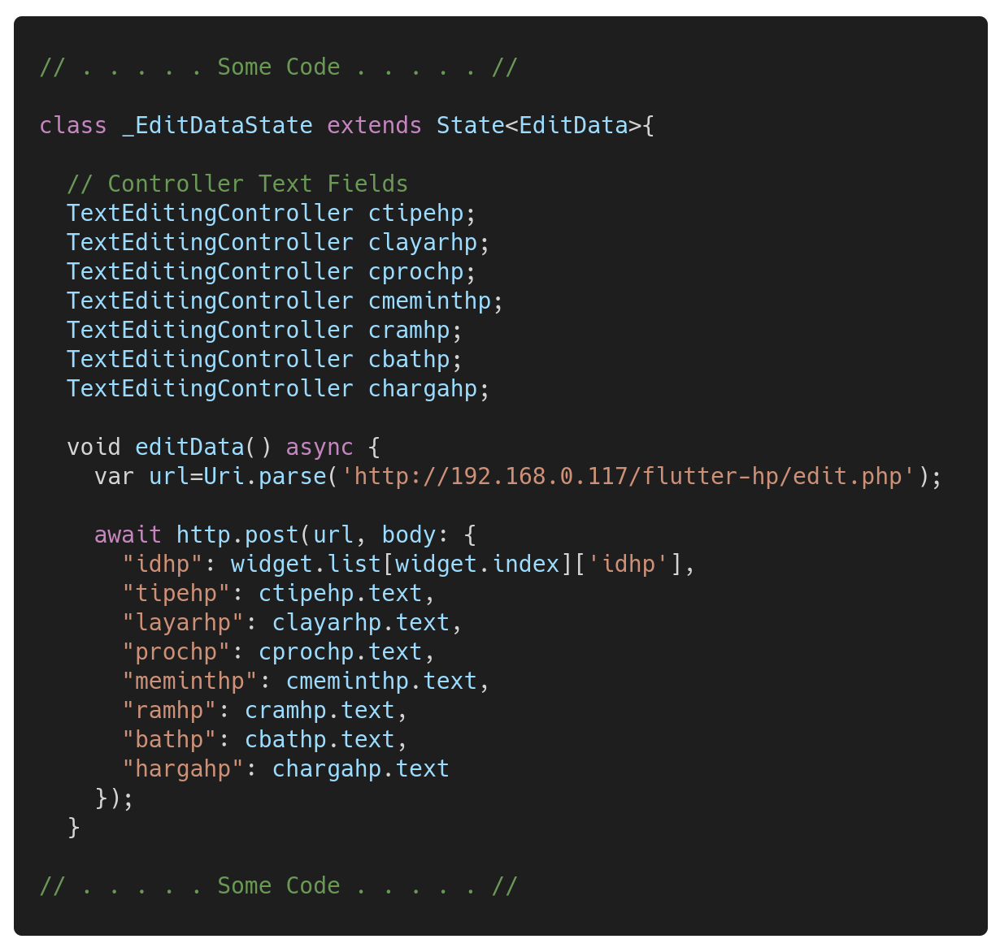 // . . . . . Some Code . . . . . //
class _EditDataState extends State<EditData>{
// Controller Text Fields
TextEditingController ctipehp;
TextEditingController clayarhp;
TextEditingController cprochp;
TextEditingController cmeminthp;
TextEditingController cramhp;
TextEditingController cbathp;
TextEditingController chargahp;
void editData() async {
var url=Uri.parse('http://192.168.0.117/flutter-hp/edit.php');
await http.post(url, body: {
"idhp": widget.list[widget.index]['idhp'],
"tipehp": ctipehp.text,
"layarhp": clayarhp.text,
"prochp": cprochp.text,
"meminthp": cmeminthp.text,
"ramhp": cramhp.text,
"bathp": cbathp.text,
"hargahp": chargahp.text
});
}
// . . . . . Some Code . . . . . //